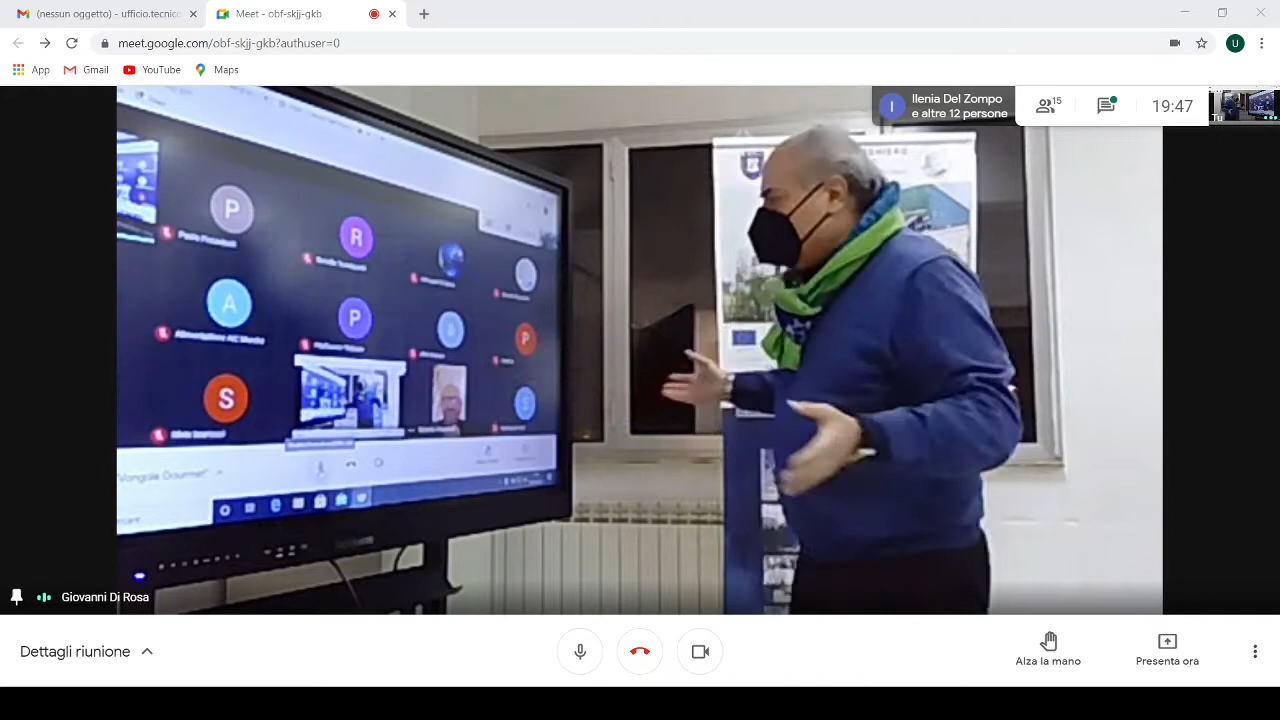 (nessun oggetto) - ufficio.tecnico
Meet - obf-skjj-gkb
meet.google.com/obf-skjj-gkb?authuser=0
U
App
Gmail
YouTube
Maps
I
Ilenia Del Zompo
e altre 12 persone
15
19:47
Tu
P
R
A
P
P
S
"Vongole Gourmet"
Giovanni Di Rosa
Dettagli riunione
Alza la mano
Presenta ora